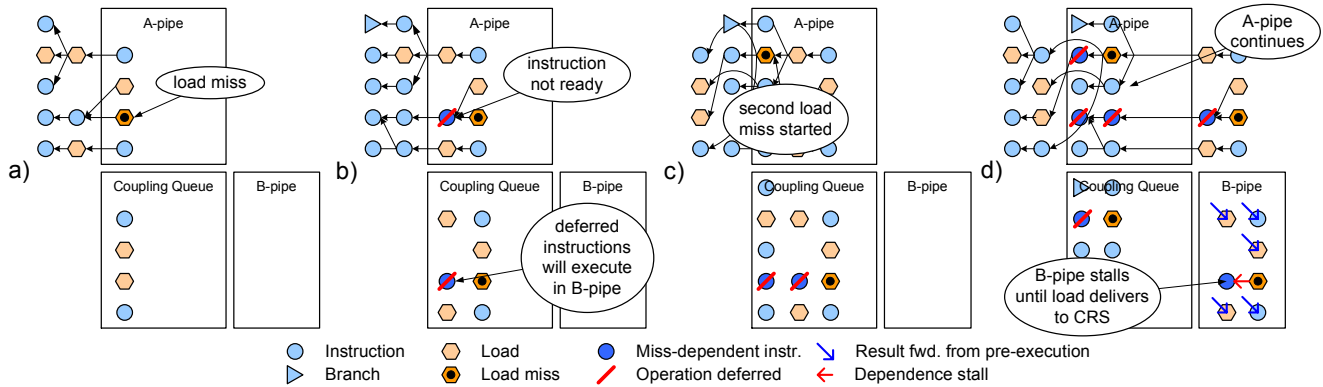 A-pipe
load miss
a)
Coupling Queue
B-pipe
A-pipe
instruction
not ready
b)
Coupling Queue
B-pipe
deferred
instructions
will execute
in B-pipe
A-pipe
second load
miss started
c)
Coupling Queue
B-pipe
A-pipe
A-pipe
continues
d)
Coupling Queue
B-pipe
B-pipe stalls
until load delivers
to CRS
Instruction
Load
Miss-dependent instr.
Result fwd. from pre-execution
Branch
Load miss
Operation deferred
Dependence stall